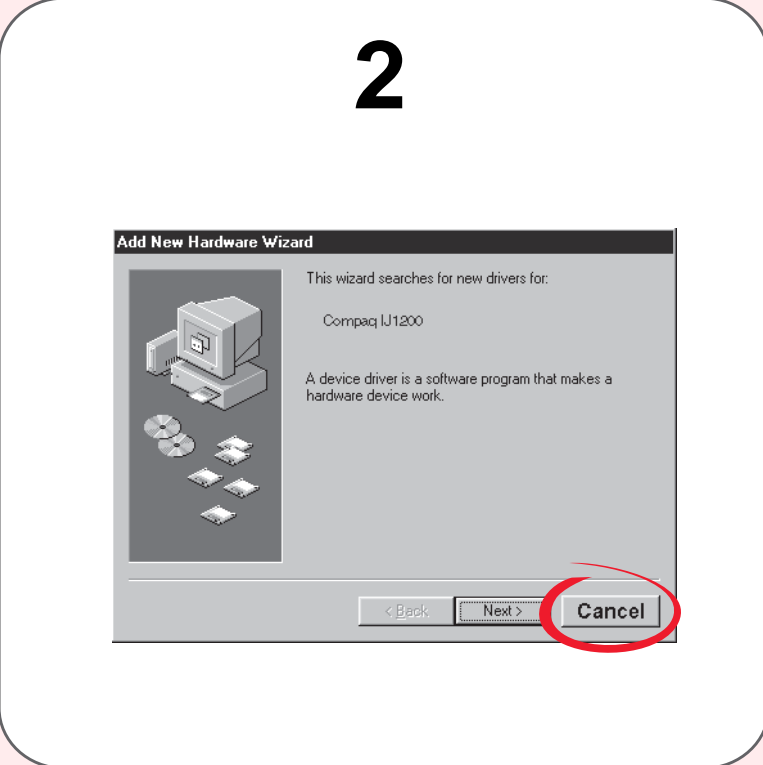 2
Add New Hardware Wizard
This wizard searches for new drivers for:
Compaq IJ1200
A device driver is a software program that makes a
hardware device work.
< Back
Next >
Cancel